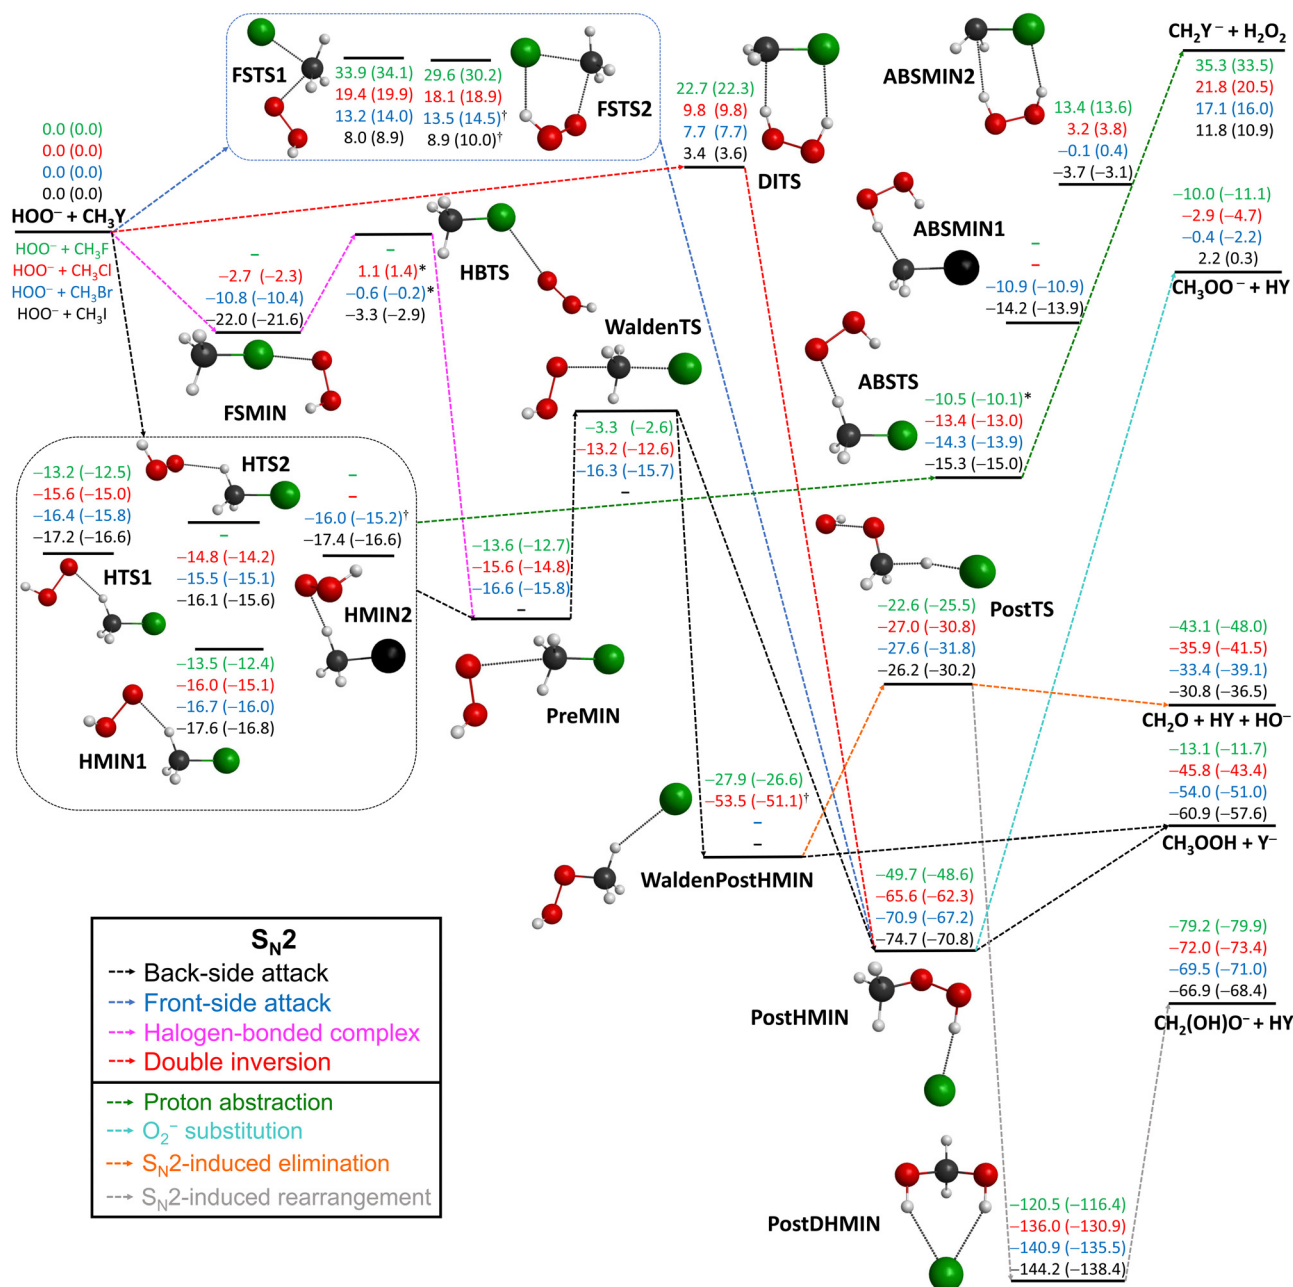 FSTS1
33.9 (34.1)
19.4 (19.9)
13.2 (14.0)
8.0 (8.9)
29.6 (30.2)
18.1 (18.9)
13.5 (14.5)†
8.9 (10.0)†
FSTS2
22.7 (22.3)
9.8 (9.8)
7.7 (7.7)
3.4 (3.6)
DITS
ABSMIN2
13.4 (13.6)
3.2 (3.8)
−0.1 (0.4)
−3.7 (−3.1)
CH₂Y⁻ + H₂O₂
35.3 (33.5)
21.8 (20.5)
17.1 (16.0)
11.8 (10.9)
0.0 (0.0)
0.0 (0.0)
0.0 (0.0)
0.0 (0.0)
HOO⁻ + CH₃Y
HOO⁻ + CH₃F
HOO⁻ + CH₃Cl
HOO⁻ + CH₃Br
HOO⁻ + CH₃I
–
−2.7 (−2.3)
−10.8 (−10.4)
−22.0 (−21.6)
FSMIN
–
1.1 (1.4)*
−0.6 (−0.2)*
−3.3 (−2.9)
HBTS
ABSMIN1
–
–
−10.9 (−10.9)
−14.2 (−13.9)
−10.0 (−11.1)
−2.9 (−4.7)
−0.4 (−2.2)
2.2 (0.3)
CH₃OO⁻ + HY
WaldenTS
−3.3 (−2.6)
−13.2 (−12.6)
−16.3 (−15.7)
–
ABSTS
−10.5 (−10.1)*
−13.4 (−13.0)
−14.3 (−13.9)
−15.3 (−15.0)
−13.2 (−12.5)
−15.6 (−15.0)
−16.4 (−15.8)
−17.2 (−16.6)
HTS1
HTS2
–
−14.8 (−14.2)
−15.5 (−15.1)
−16.1 (−15.6)
–
–
−16.0 (−15.2)†
−17.4 (−16.6)
HMIN2
−13.5 (−12.4)
−16.0 (−15.1)
−16.7 (−16.0)
−17.6 (−16.8)
HMIN1
−13.6 (−12.7)
−15.6 (−14.8)
−16.6 (−15.8)
–
PreMIN
PostTS
−22.6 (−25.5)
−27.0 (−30.8)
−27.6 (−31.8)
−26.2 (−30.2)
−43.1 (−48.0)
−35.9 (−41.5)
−33.4 (−39.1)
−30.8 (−36.5)
CH₂O + HY + HO⁻
−27.9 (−26.6)
−53.5 (−51.1)†
–
–
WaldenPostHMIN
−13.1 (−11.7)
−45.8 (−43.4)
−54.0 (−51.0)
−60.9 (−57.6)
CH₃OOH + Y⁻
−49.7 (−48.6)
−65.6 (−62.3)
−70.9 (−67.2)
−74.7 (−70.8)
PostHMIN
−79.2 (−79.9)
−72.0 (−73.4)
−69.5 (−71.0)
−66.9 (−68.4)
CH₂(OH)O⁻ + HY
PostDHMIN
−120.5 (−116.4)
−136.0 (−130.9)
−140.9 (−135.5)
−144.2 (−138.4)
S_N2
Back-side attack
Front-side attack
Halogen-bonded complex
Double inversion
Proton abstraction
O₂⁻ substitution
S_N2-induced elimination
S_N2-induced rearrangement